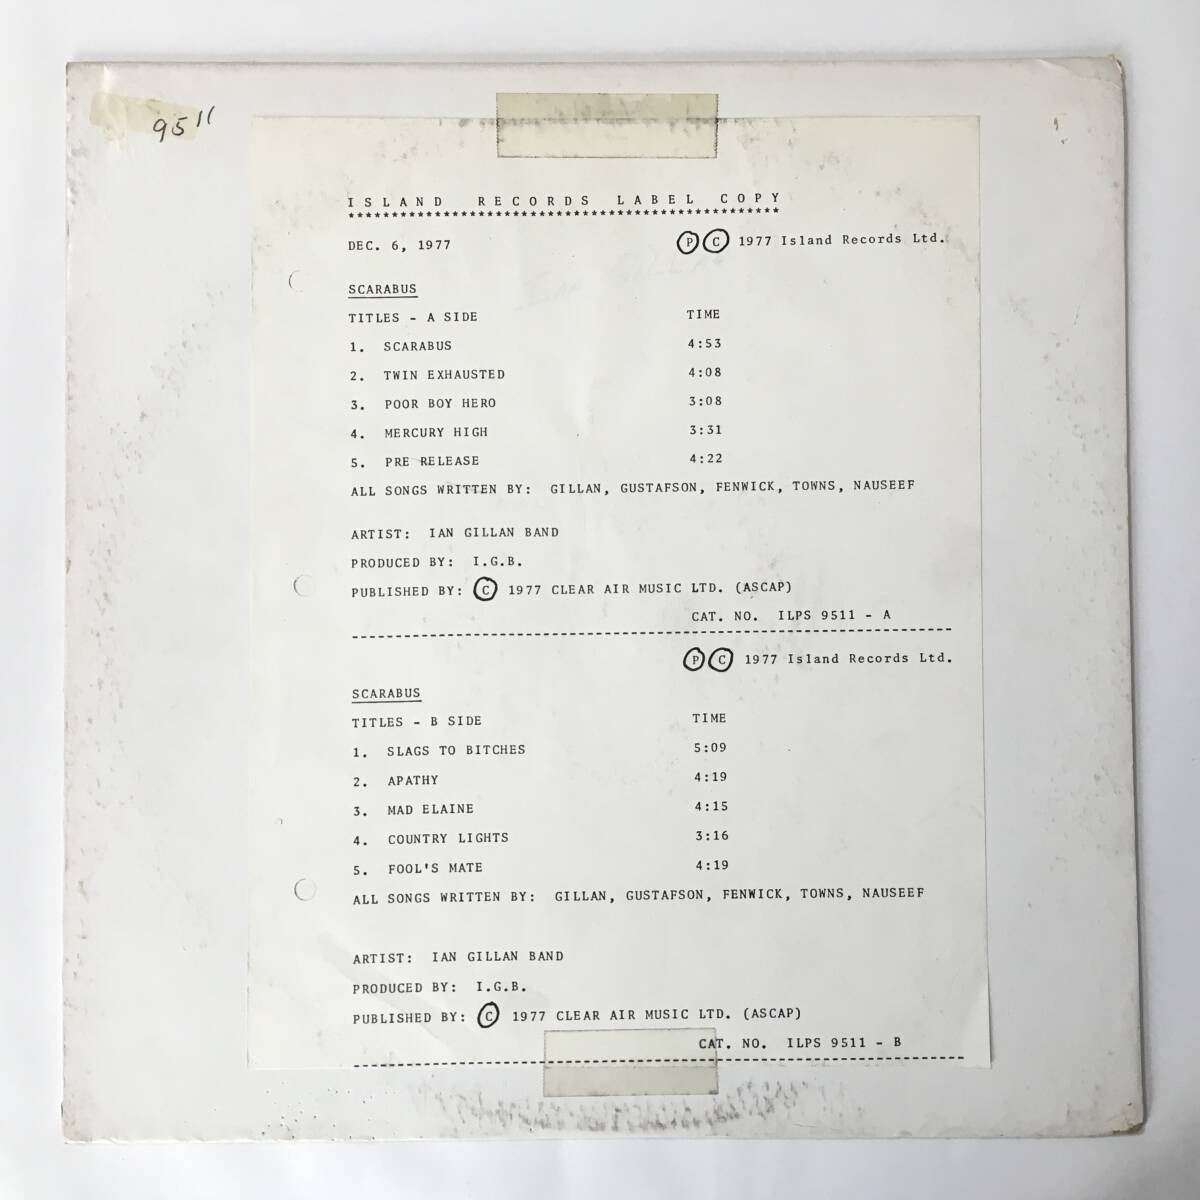 9511
ISLAND RECORDS LABEL COPY
**************************************************
DEC. 6, 1977 Ⓟ Ⓒ 1977 Island Records Ltd.
SCARABUS
TITLES - A SIDE TIME
1. SCARABUS 4:53
2. TWIN EXHAUSTED 4:08
3. POOR BOY HERO 3:08
4. MERCURY HIGH 3:31
5. PRE RELEASE 4:22
ALL SONGS WRITTEN BY: GILLAN, GUSTAFSON, FENWICK, TOWNS, NAUSEEF
ARTIST: IAN GILLAN BAND
PRODUCED BY: I.G.B.
PUBLISHED BY: Ⓒ 1977 CLEAR AIR MUSIC LTD. (ASCAP)
CAT. NO. ILPS 9511 - A
Ⓟ Ⓒ 1977 Island Records Ltd.
SCARABUS
TITLES - B SIDE TIME
1. SLAGS TO BITCHES 5:09
2. APATHY 4:19
3. MAD ELAINE 4:15
4. COUNTRY LIGHTS 3:16
5. FOOL'S MATE 4:19
ALL SONGS WRITTEN BY: GILLAN, GUSTAFSON, FENWICK, TOWNS, NAUSEEF
ARTIST: IAN GILLAN BAND
PRODUCED BY: I.G.B.
PUBLISHED BY: Ⓒ 1977 CLEAR AIR MUSIC LTD. (ASCAP)
CAT. NO. ILPS 9511 - B